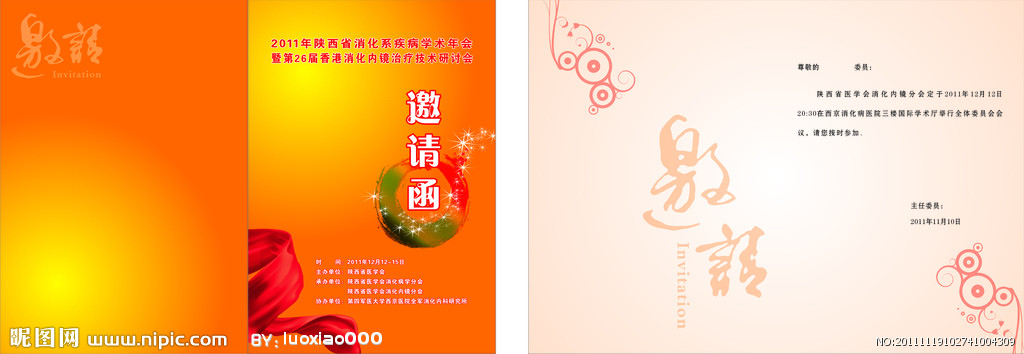 邀請
Invitation
2011年陕西省消化系疾病学术年会
暨第26届香港消化内镜治疗技术研讨会
邀请函
时 间：2011年12月12-15日
主办单位：陕西省医学会
承办单位：陕西省医学会消化病学分会
陕西省医学会消化内镜分会
协办单位：第四军医大学西京医院全军消化内科研究所
昵图网 www.nipic.com
BY: luoxiao000
邀請
Invitation
尊敬的 委员：
陕西省医学会消化内镜分会定于2011年12月12日
20:30在西京消化病医院三楼国际学术厅举行全体委员会会
议。请您按时参加。
主任委员：
2011年11月10日
NO:20111119102741004309